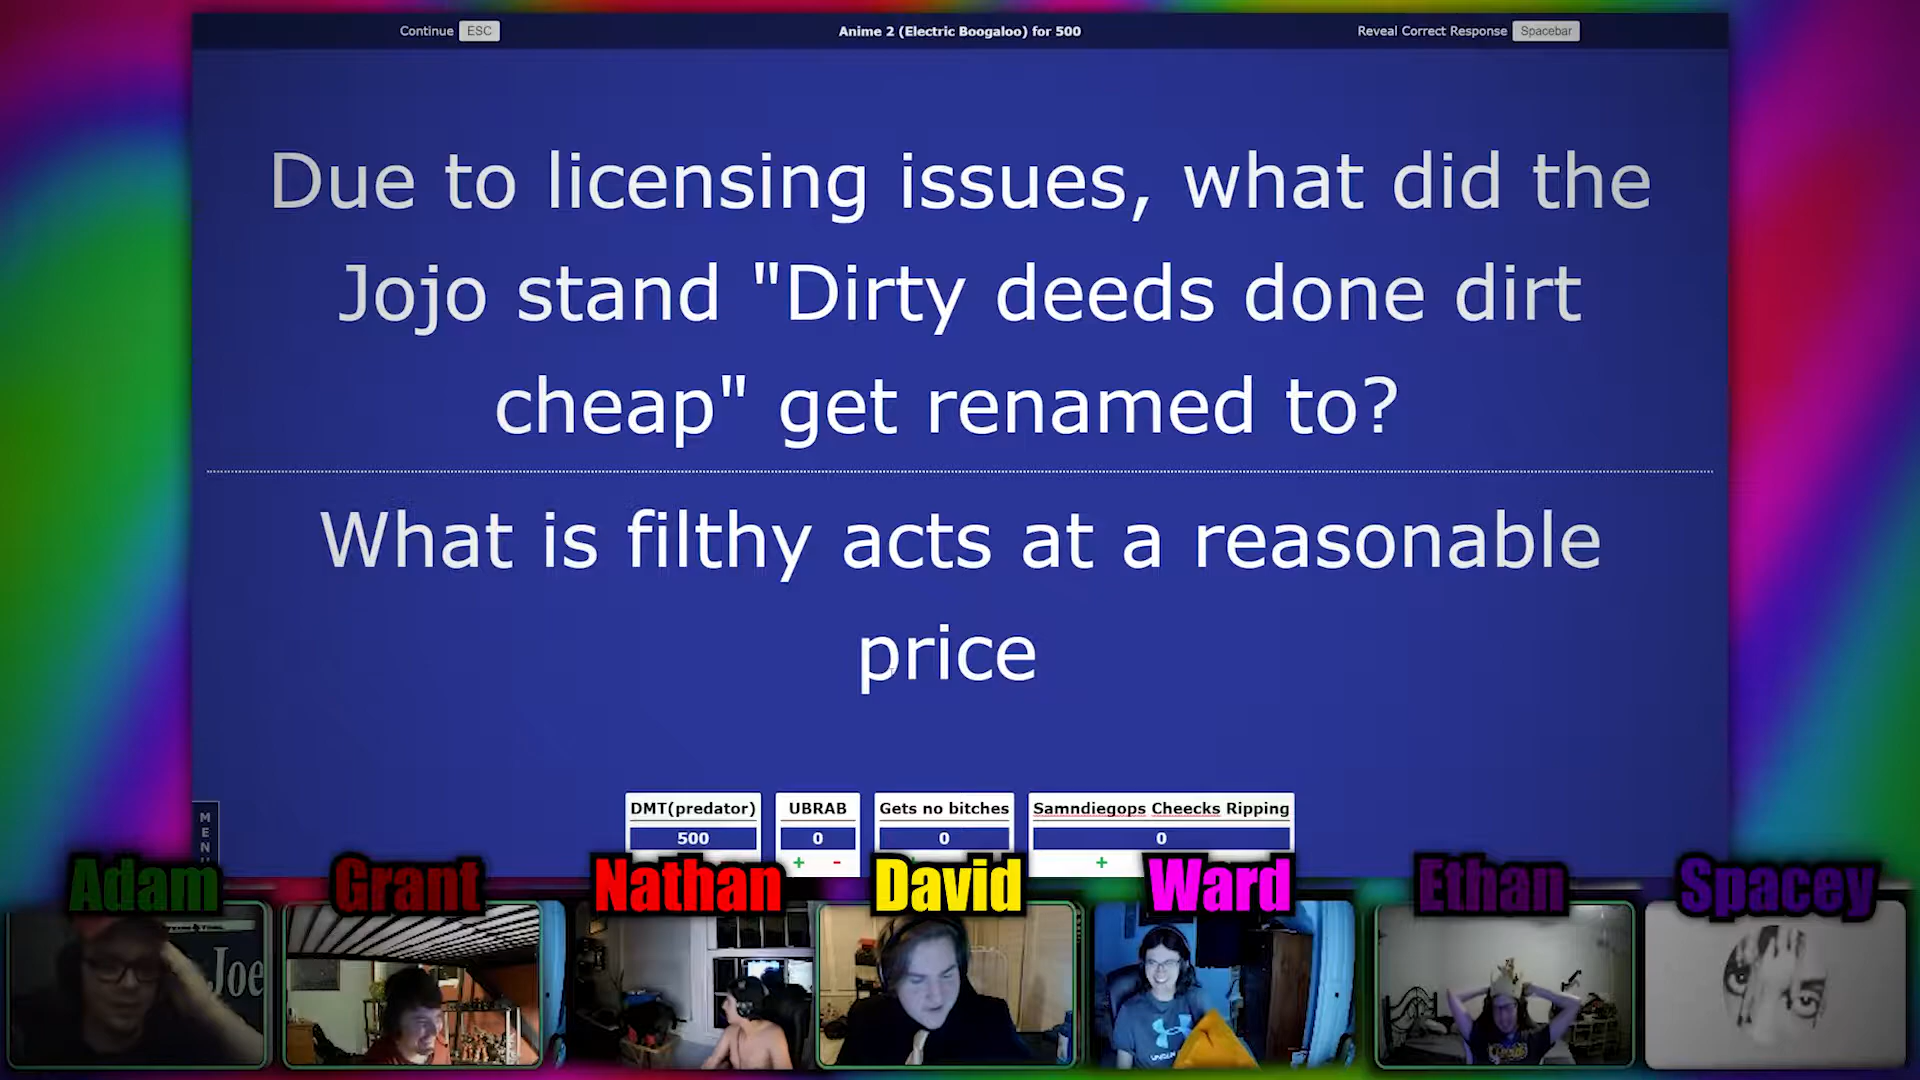 Continue ESC
Anime 2 (Electric Boogaloo) for 500
Reveal Correct Response Spacebar
Due to licensing issues, what did the
Jojo stand "Dirty deeds done dirt
cheap" get renamed to?
What is filthy acts at a reasonable
price
MEN
DMT(predator) UBRAB Gets no bitches Samndiegops Cheecks Ripping
500 0 0 0
+ - +
Adam Grant Nathan David Ward Ethan Spacey
Joe